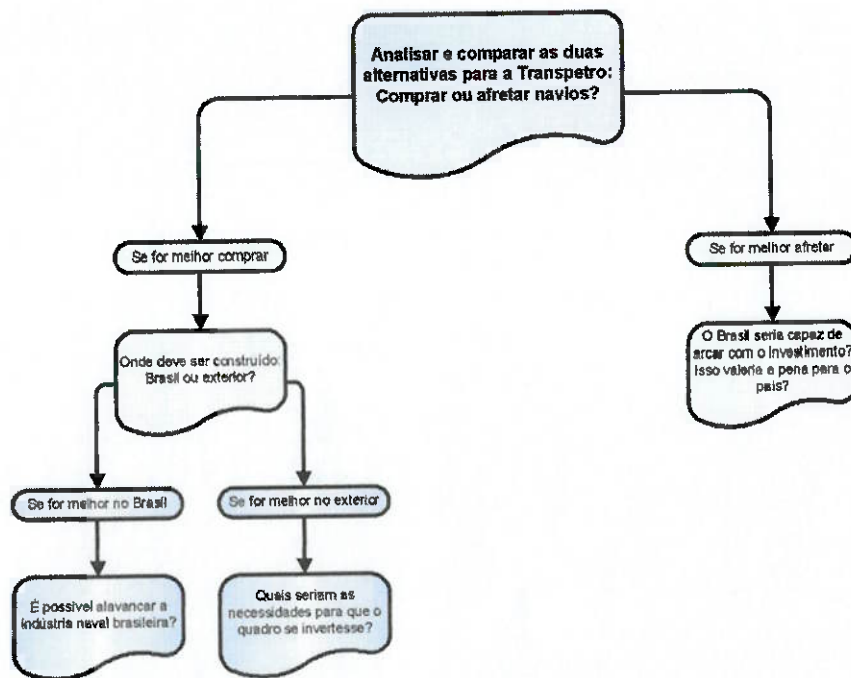 Analisar e comparar as duas
alternativas para a Transpetro:
Comprar ou afretar navios?
Se for melhor comprar
Se for melhor afretar
Onde deve ser construído:
Brasil ou exterior?
O Brasil seria capaz de
arcar com o investimento?
Isso valeria a pena para o
país?
Se for melhor no Brasil
Se for melhor no exterior
É possível alavancar a
indústria naval brasileira?
Quais seriam as
necessidades para que o
quadro se invertesse?